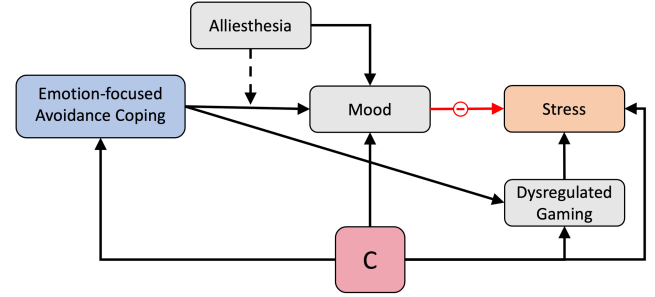 Alliesthesia
Emotion-focused
Avoidance Coping
Mood
−
Stress
Dysregulated
Gaming
C